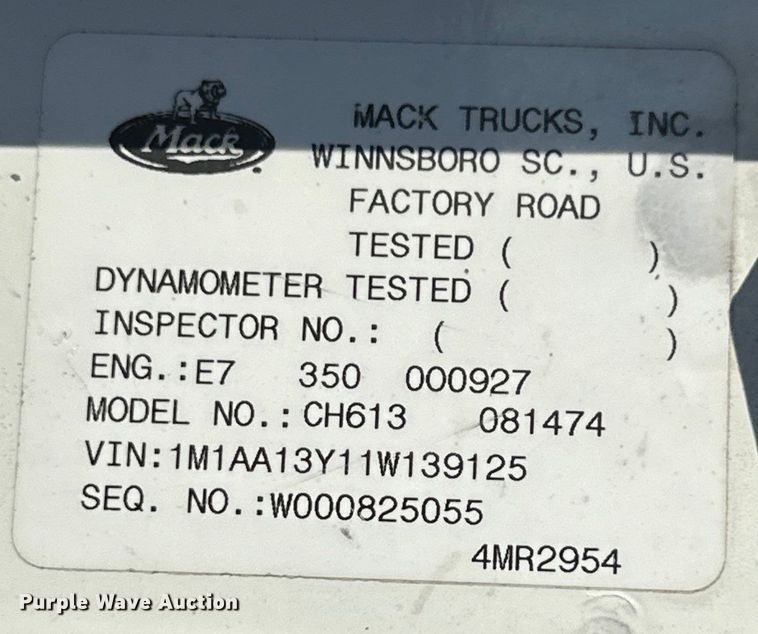 Mack
MACK TRUCKS, INC.
WINNSBORO SC., U.S.
FACTORY ROAD
TESTED (          )
DYNAMOMETER TESTED (          )
INSPECTOR NO.: (          )
ENG.:E7 350 000927
MODEL NO.:CH613 081474
VIN:1M1AA13Y11W139125
SEQ. NO.:W000825055
4MR2954
Purple Wave Auction